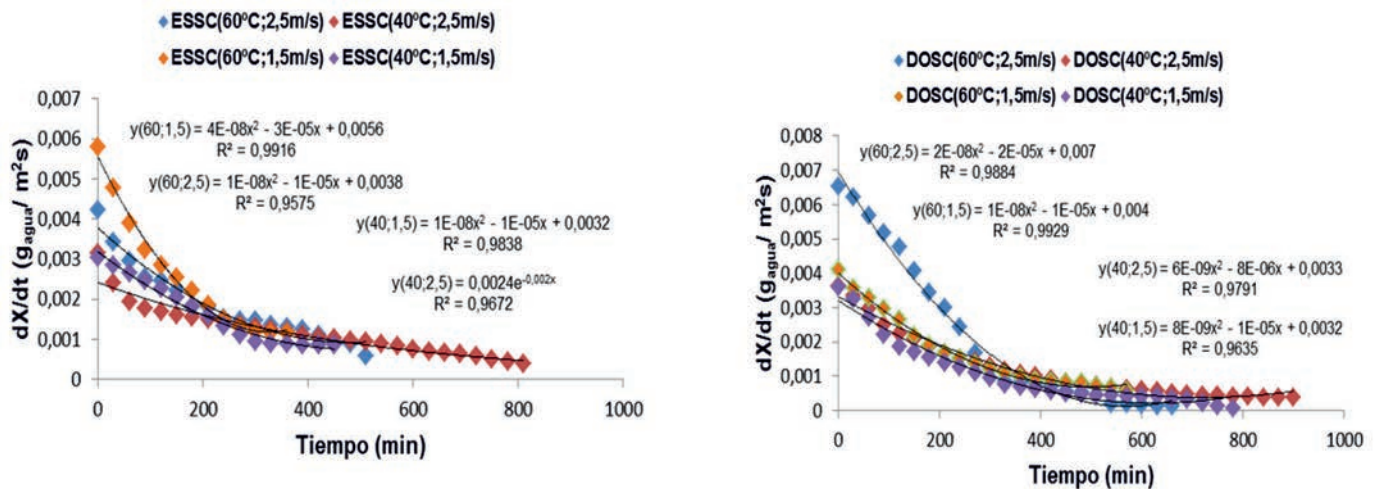 ESSC(60ºC;2,5m/s) ESSC(40ºC;2,5m/s)
ESSC(60ºC;1,5m/s) ESSC(40ºC;1,5m/s)
dX/dt (gagua/ m²s)
0,007
0,006
0,005
0,004
0,003
0,002
0,001
0
y(60;1,5) = 4E-08x² - 3E-05x + 0,0056
R² = 0,9916
y(60;2,5) = 1E-08x² - 1E-05x + 0,0038
R² = 0,9575
y(40;1,5) = 1E-08x² - 1E-05x + 0,0032
R² = 0,9838
y(40;2,5) = 0,0024e-0,002x
R² = 0,9672
0 200 400 600 800 1000
Tiempo (min)
DOSC(60ºC;2,5m/s) DOSC(40ºC;2,5m/s)
DOSC(60ºC;1,5m/s) DOSC(40ºC;1,5m/s)
dX/dt (gagua/ m²s)
0,008
0,007
0,006
0,005
0,004
0,003
0,002
0,001
0
y(60;2,5) = 2E-08x² - 2E-05x + 0,007
R² = 0,9884
y(60;1,5) = 1E-08x² - 1E-05x + 0,004
R² = 0,9929
y(40;2,5) = 6E-09x² - 8E-06x + 0,0033
R² = 0,9791
y(40;1,5) = 8E-09x² - 1E-05x + 0,0032
R² = 0,9635
0 200 400 600 800 1000
Tiempo (min)